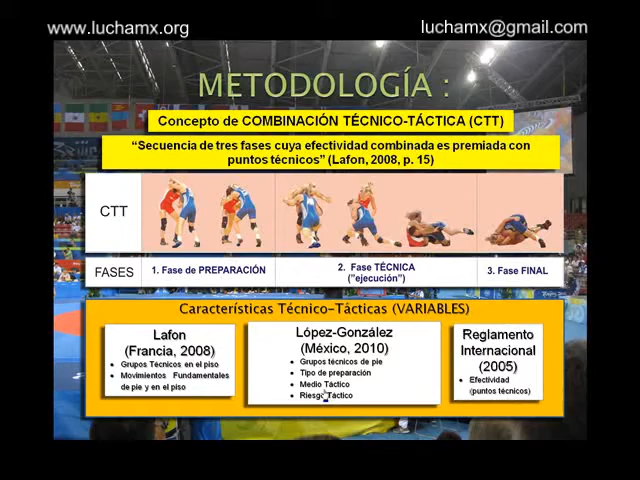 www.luchamx.org
luchamx@gmail.com
METODOLOGÍA :
Concepto de COMBINACIÓN TÉCNICO-TÁCTICA (CTT)
“Secuencia de tres fases cuya efectividad combinada es premiada con
puntos técnicos” (Lafon, 2008, p. 15)
CTT
FASES
1. Fase de PREPARACIÓN
2. Fase TÉCNICA
("ejecución")
3. Fase FINAL
Características Técnico-Tácticas (VARIABLES)
Lafon
(Francia, 2008)
• Grupos Técnicos en el piso
• Movimientos Fundamentales
de pie y en el piso
López-González
(México, 2010)
• Grupos técnicos de pie
• Tipo de preparación
• Medio Táctico
• Riesgo Táctico
Reglamento
Internacional
(2005)
• Efectividad
(puntos técnicos)